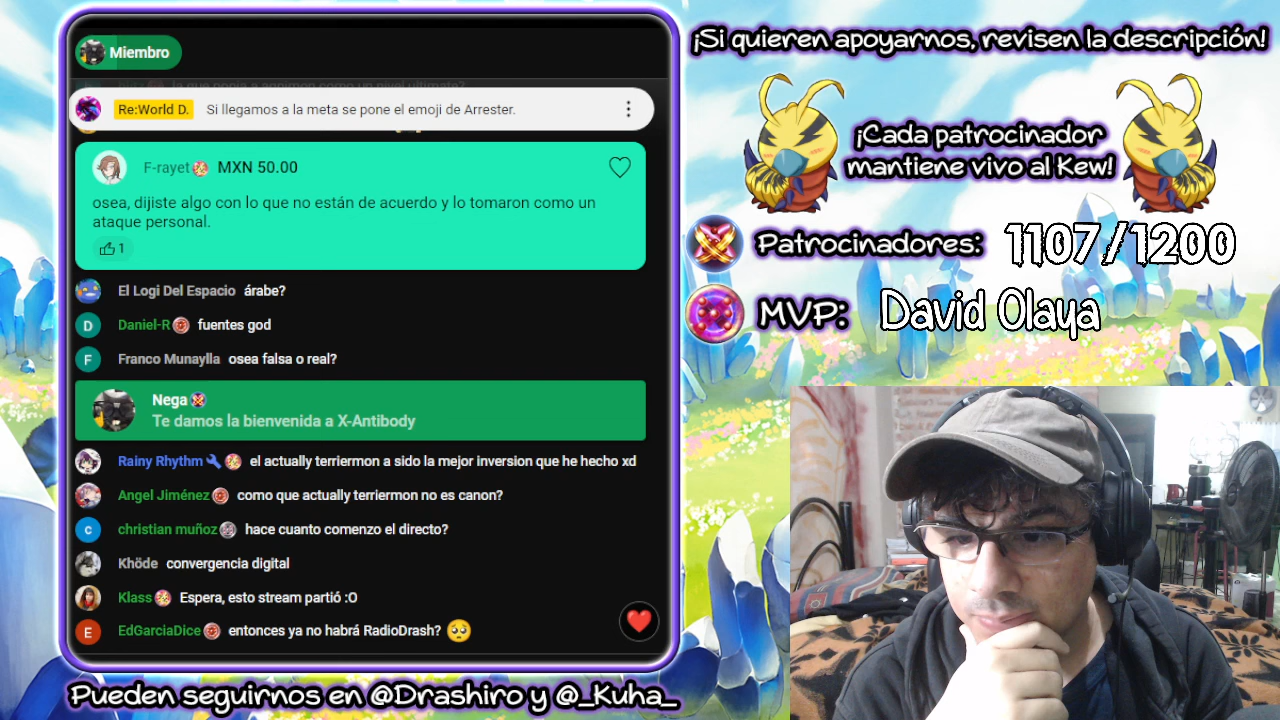 ¡Si quieren apoyarnos, revisen la descripción!
Miembro
Re:World D. Si llegamos a la meta se pone el emoji de Arrester.
F-rayet MXN 50.00
osea, dijiste algo con lo que no están de acuerdo y lo tomaron como un
ataque personal.
1
El Logi Del Espacio árabe?
D Daniel-R fuentes god
F Franco Munaylla osea falsa o real?
Nega
Te damos la bienvenida a X-Antibody
Rainy Rhythm el actually terriermon a sido la mejor inversion que he hecho xd
Angel Jiménez como que actually terriermon no es canon?
c christian muñoz hace cuanto comenzo el directo?
Khöde convergencia digital
Klass Espera, esto stream partió :O
E EdGarciaDice entonces ya no habrá RadioDrash?
¡Cada patrocinador
mantiene vivo al Kew!
Patrocinadores: 1107/1200
MVP: David Olaya
Pueden seguirnos en @Drashiro y @_Kuha_